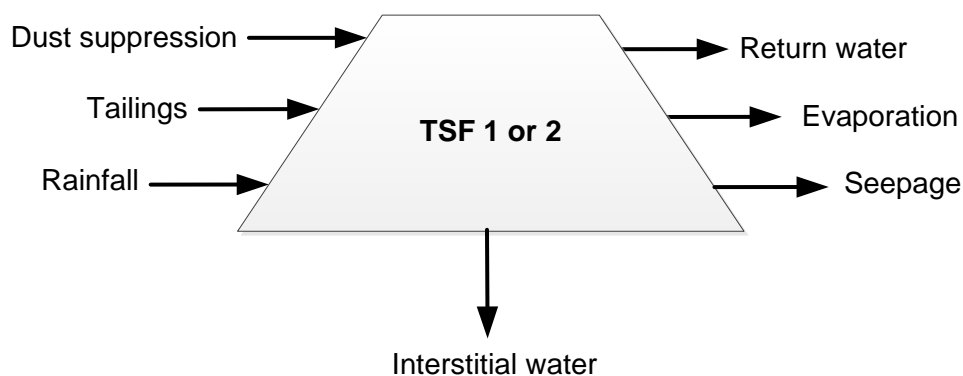 Dust suppression
Return water
Tailings
TSF 1 or 2
Evaporation
Rainfall
Seepage
Interstitial water